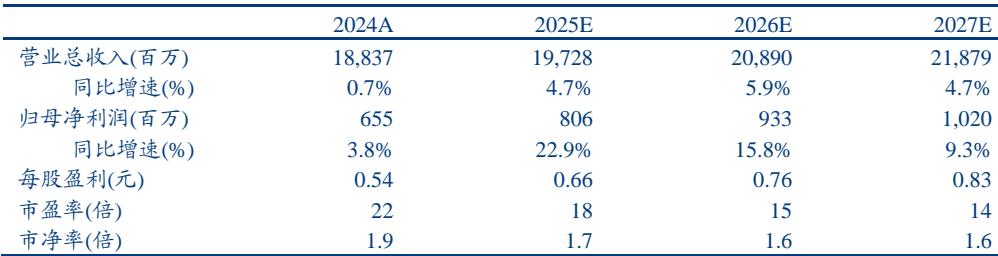 2024A 2025E 2026E 2027E
营业总收入(百万) 18,837 19,728 20,890 21,879
同比增速(%) 0.7% 4.7% 5.9% 4.7%
归母净利润(百万) 655 806 933 1,020
同比增速(%) 3.8% 22.9% 15.8% 9.3%
每股盈利(元) 0.54 0.66 0.76 0.83
市盈率(倍) 22 18 15 14
市净率(倍) 1.9 1.7 1.6 1.6